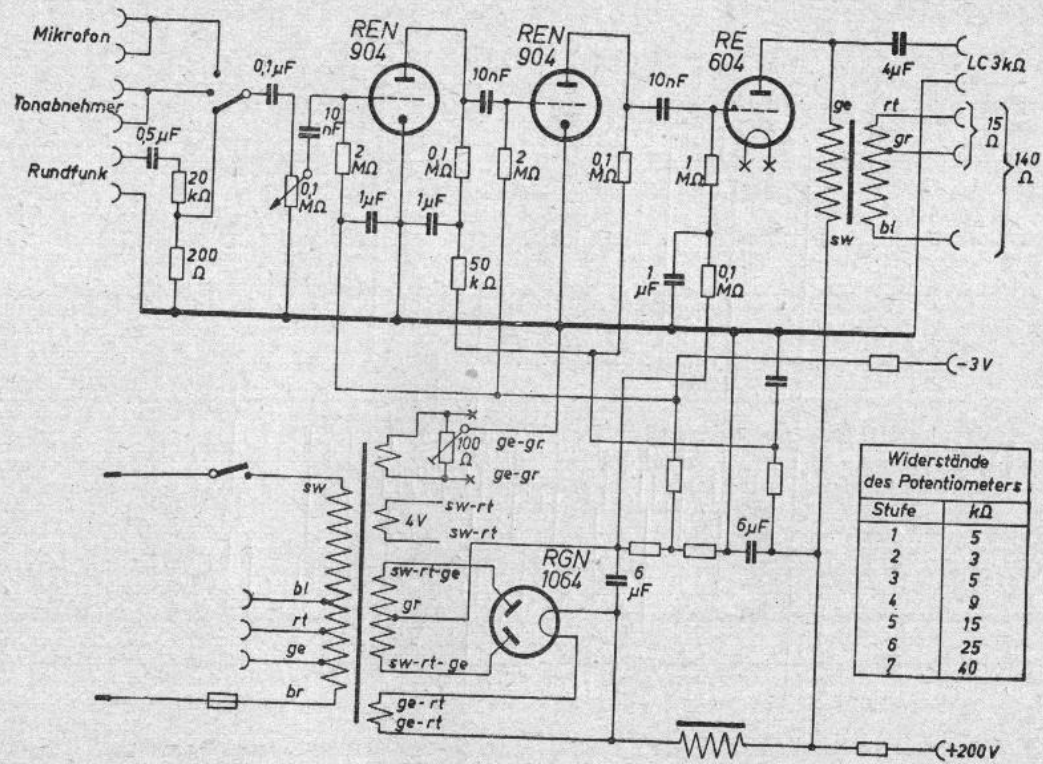 Mikrofon
Tonabnehmer
Rundfunk
0,5µF
20
kΩ
200
Ω
0,1µF
10
nF
0,1
MΩ
REN
904
2
MΩ
1µF
1µF
0,1
MΩ
50
kΩ
10nF
2
MΩ
REN
904
0,1
MΩ
10nF
RE
604
1
MΩ
1
µF
0,1
MΩ
ge
sw
4µF
LC3kΩ
rt
gr
bl
15
Ω
140
Ω
-3V
100
Ω
ge-gr
ge-gr
sw
bl
rt
ge
br
sw-rt
4V
sw-rt
sw-rt-ge
gr
sw-rt-ge
ge-rt
ge-rt
RGN
1064
6
µF
6µF
+200V
Widerstände
des Potentiometers
Stufe kΩ
1 5
2 3
3 5
4 9
5 15
6 25
7 40